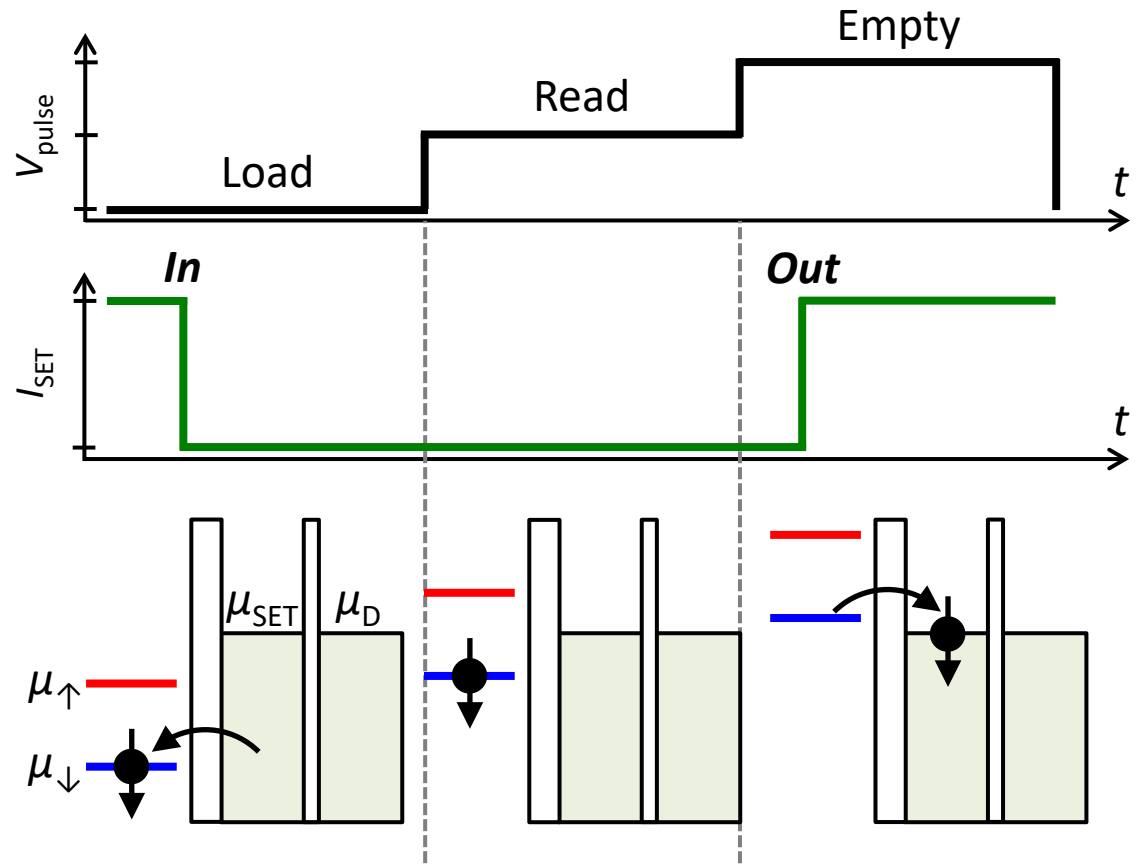 Empty
Read
Load
V_pulse
t
In
Out
I_SET
t
μ_SET μ_D
μ_↑
μ_↓